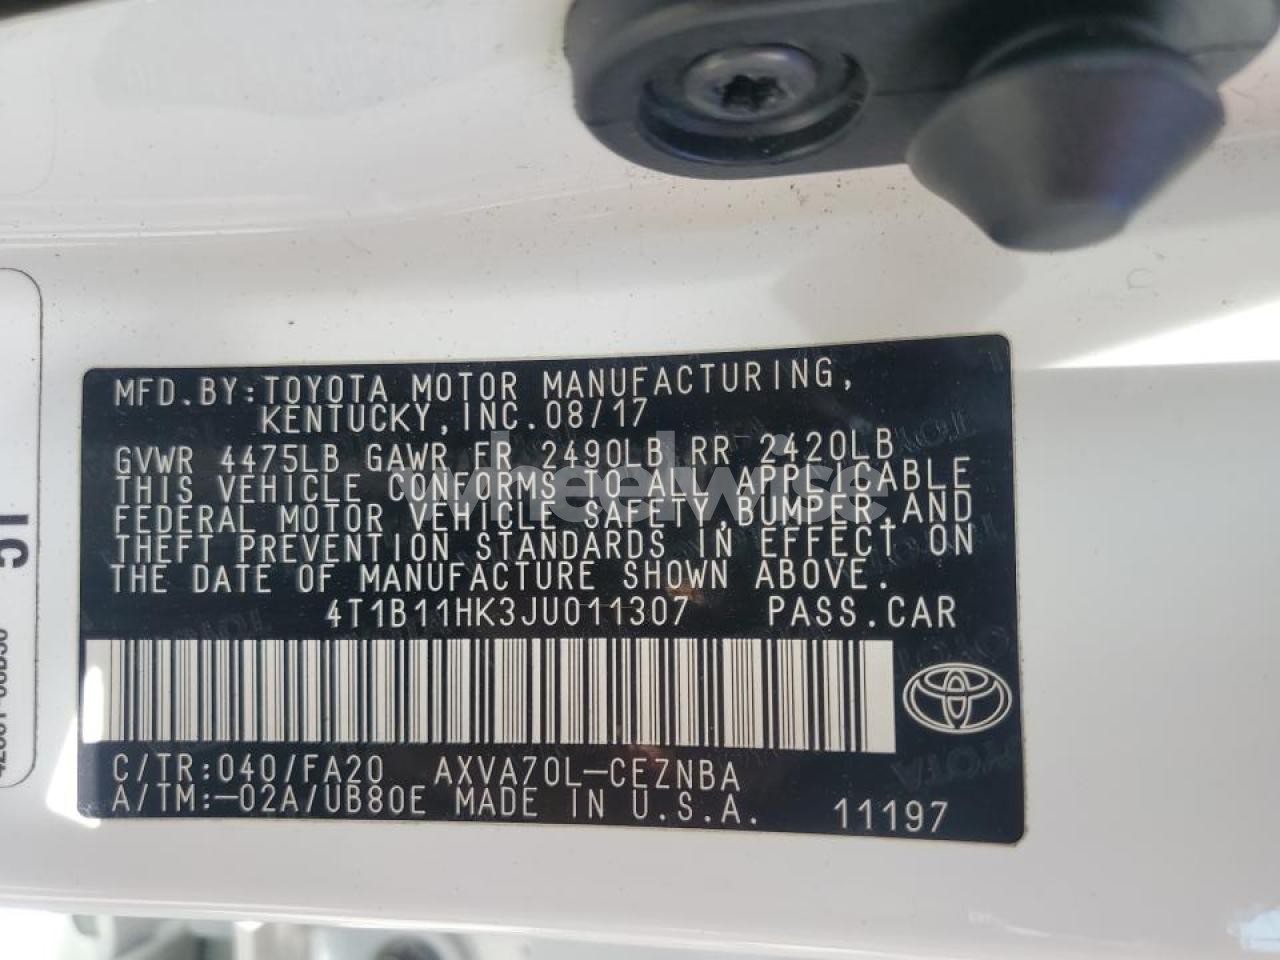 MFD.BY:TOYOTA MOTOR MANUFACTURING,
KENTUCKY,INC.08/17
GVWR 4475LB GAWR FR 2490LB RR 2420LB
THIS VEHICLE CONFORMS TO ALL APPLICABLE
FEDERAL MOTOR VEHICLE SAFETY,BUMPER,AND
THEFT PREVENTION STANDARDS IN EFFECT ON
THE DATE OF MANUFACTURE SHOWN ABOVE.
4T1B11HK3JU011307 PASS.CAR
C/TR:040/FA20 AXVA70L-CEZNBA
A/TM:-02A/UB80E MADE IN U.S.A. 11197
wheelwise
TOYOTA